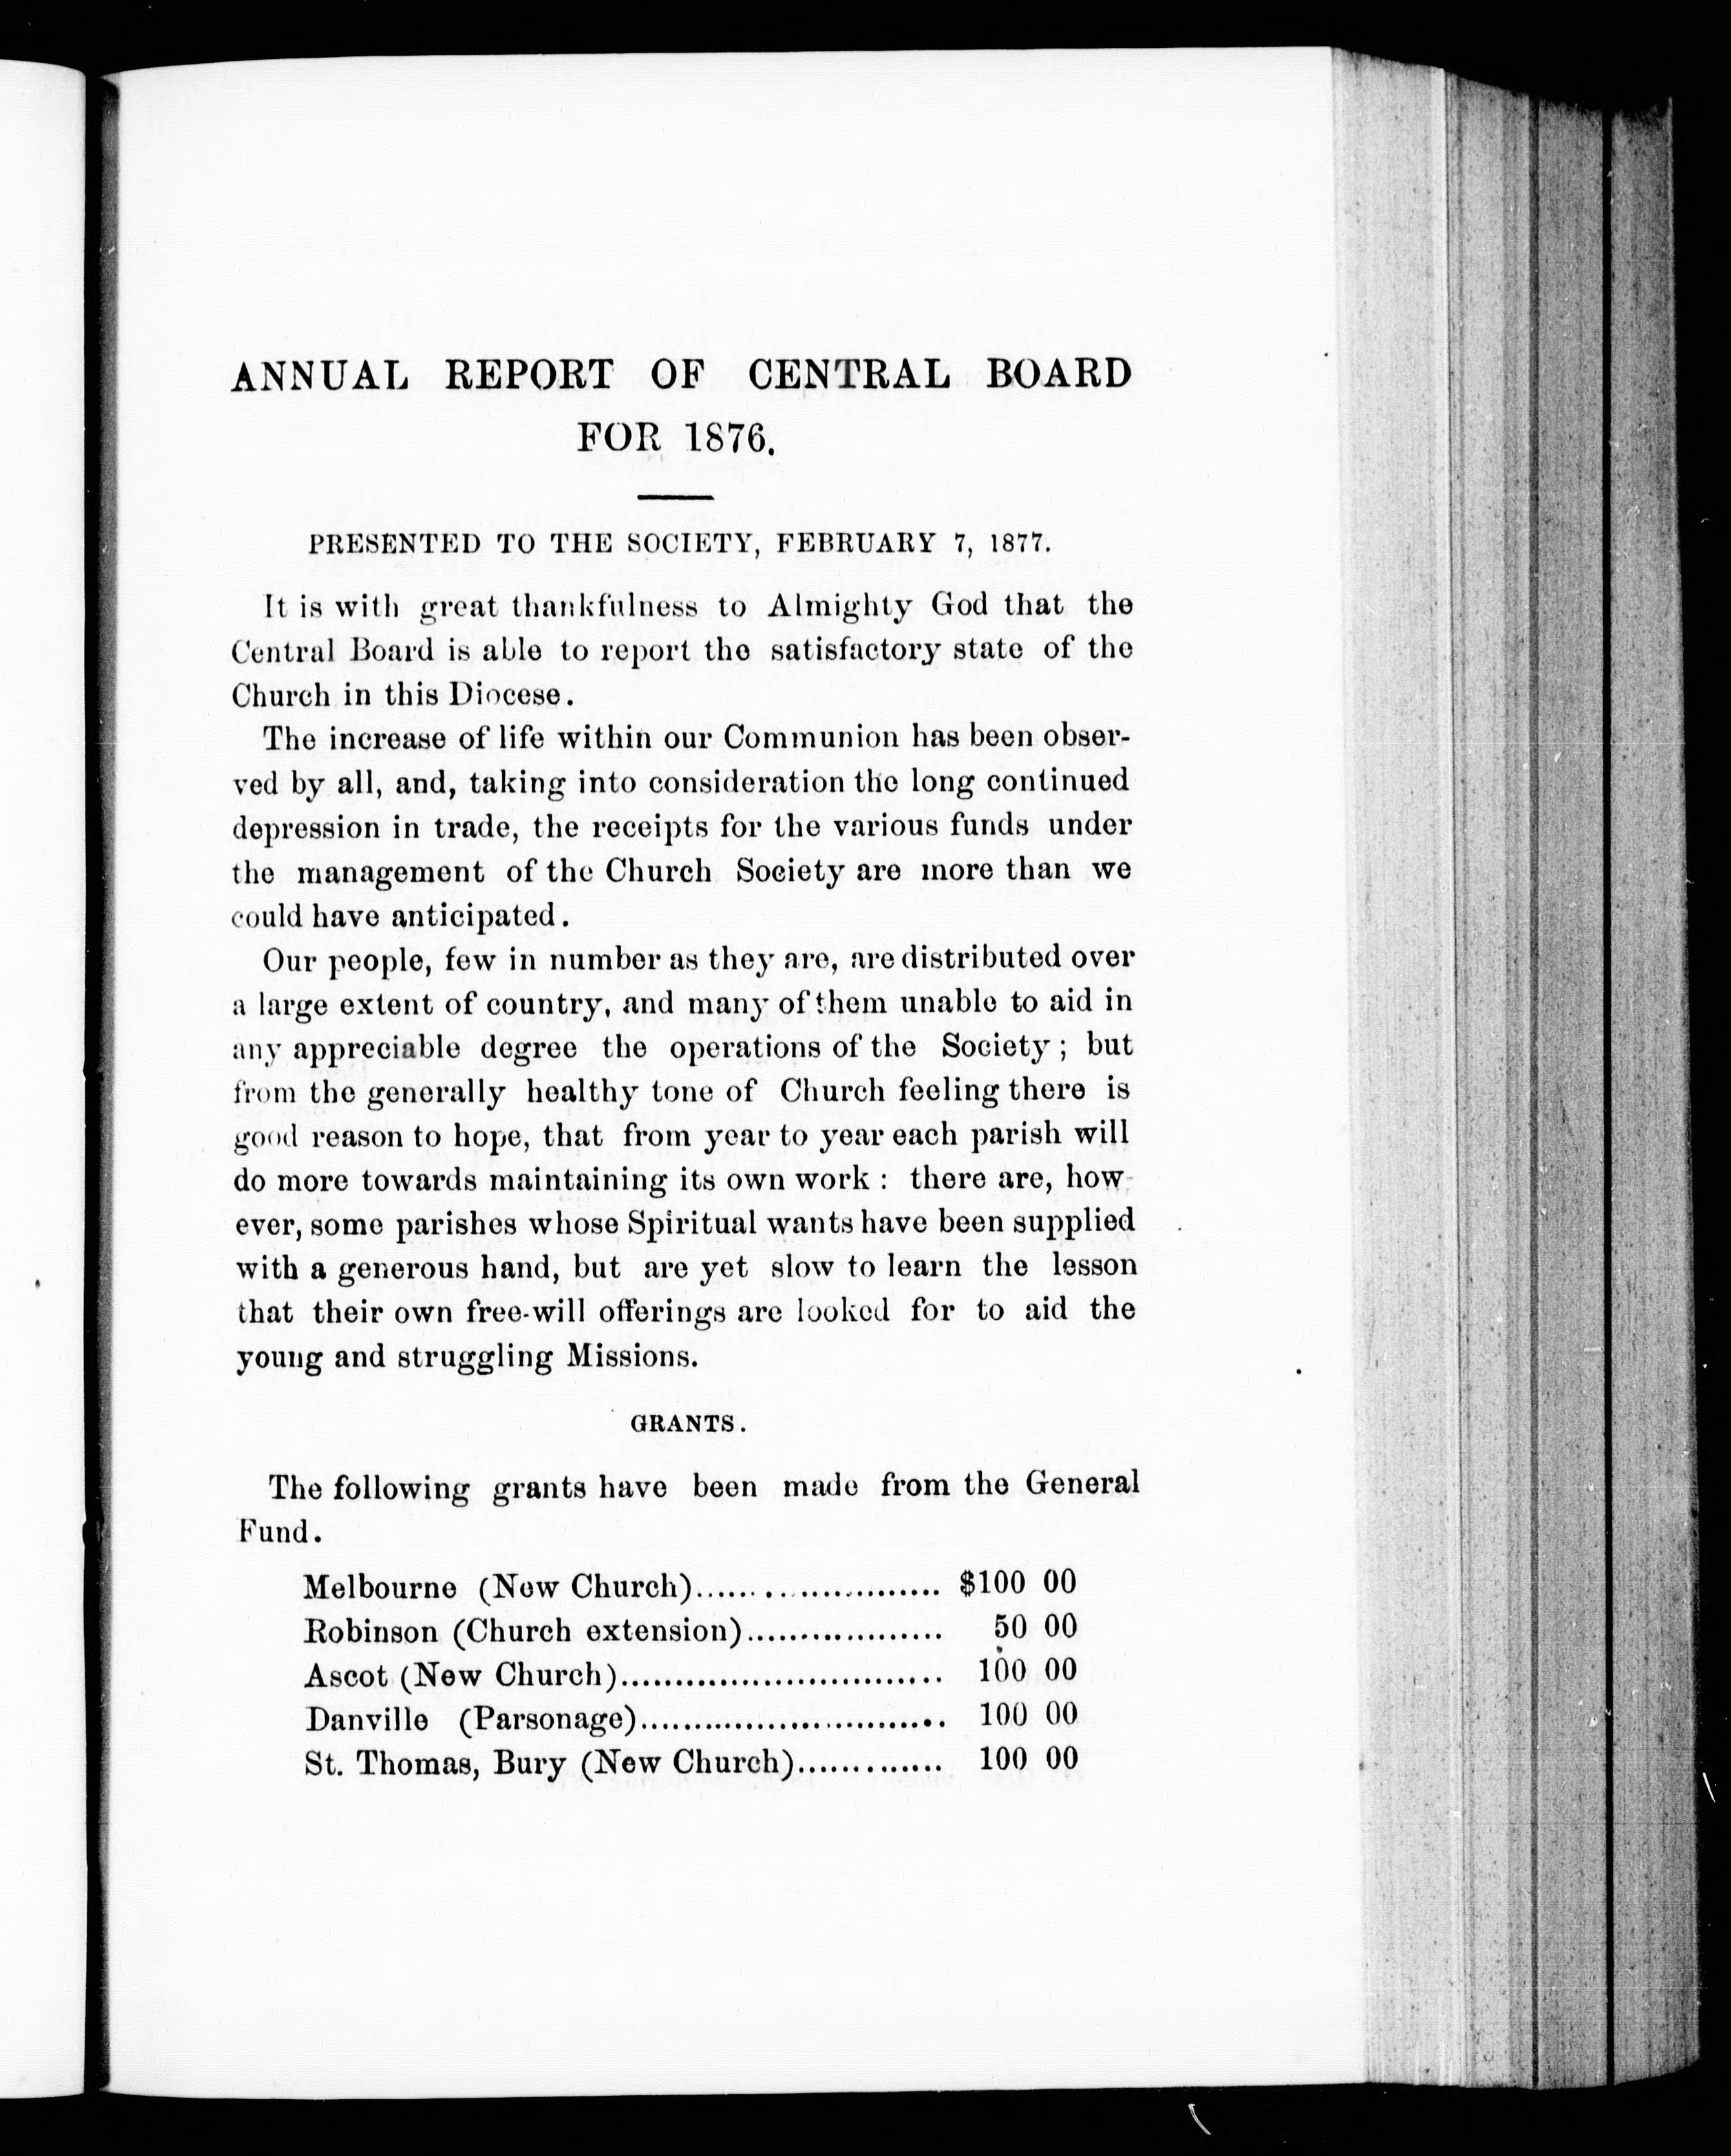 ANNUAL REPORT OF CENTRAL BOARD
FOR 1876.
PRESENTED TO THE SOCIETY, FEBRUARY 7, 1877.
It is with great thankfulness to Almighty God that the
Central Board is able to report the satisfactory state of the
Church in this Diocese.
The increase of life within our Communion has been obser-
ved by all, and, taking into consideration the long continued
depression in trade, the receipts for the various funds under
the management of the Church Society are more than we
could have anticipated.
Our people, few in number as they are, are distributed over
a large extent of country, and many of them unable to aid in
any appreciable degree the operations of the Society; but
from the generally healthy tone of Church feeling there is
good reason to hope, that from year to year each parish will
do more towards maintaining its own work : there are, how-
ever, some parishes whose Spiritual wants have been supplied
with a generous hand, but are yet slow to learn the lesson
that their own free-will offerings are looked for to aid the
young and struggling Missions.
GRANTS.
The following grants have been made from the General
Fund.
Melbourne (New Church)....................... $100 00
Robinson (Church extension).................. 50 00
Ascot (New Church).............................. 100 00
Danville (Parsonage)............................. 100 00
St. Thomas, Bury (New Church)............. 100 00